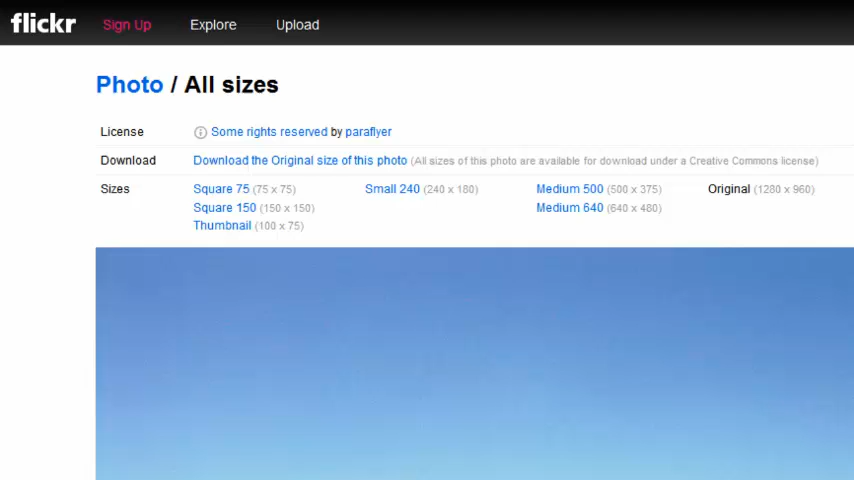 flickr Sign Up Explore Upload
Photo / All sizes
License Some rights reserved by paraflyer
Download Download the Original size of this photo (All sizes of this photo are available for download under a Creative Commons license)
Sizes Square 75 (75 x 75) Small 240 (240 x 180) Medium 500 (500 x 375) Original (1280 x 960)
Square 150 (150 x 150) Medium 640 (640 x 480)
Thumbnail (100 x 75)